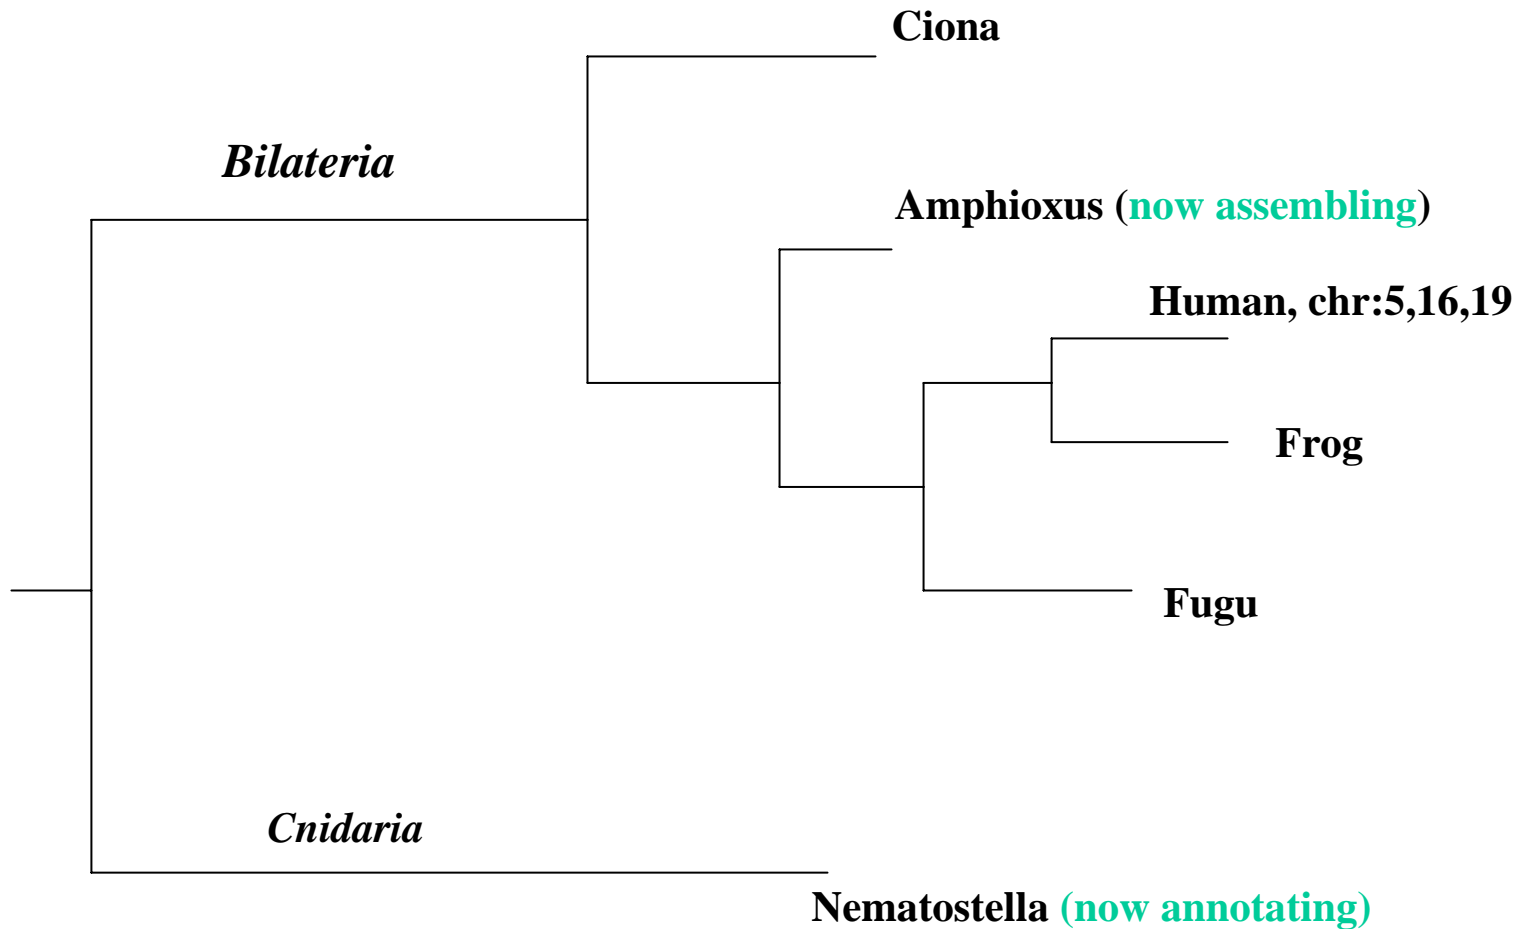 Ciona
Bilateria
Amphioxus (now assembling)
Human, chr:5,16,19
Frog
Fugu
Cnidaria
Nematostella (now annotating)